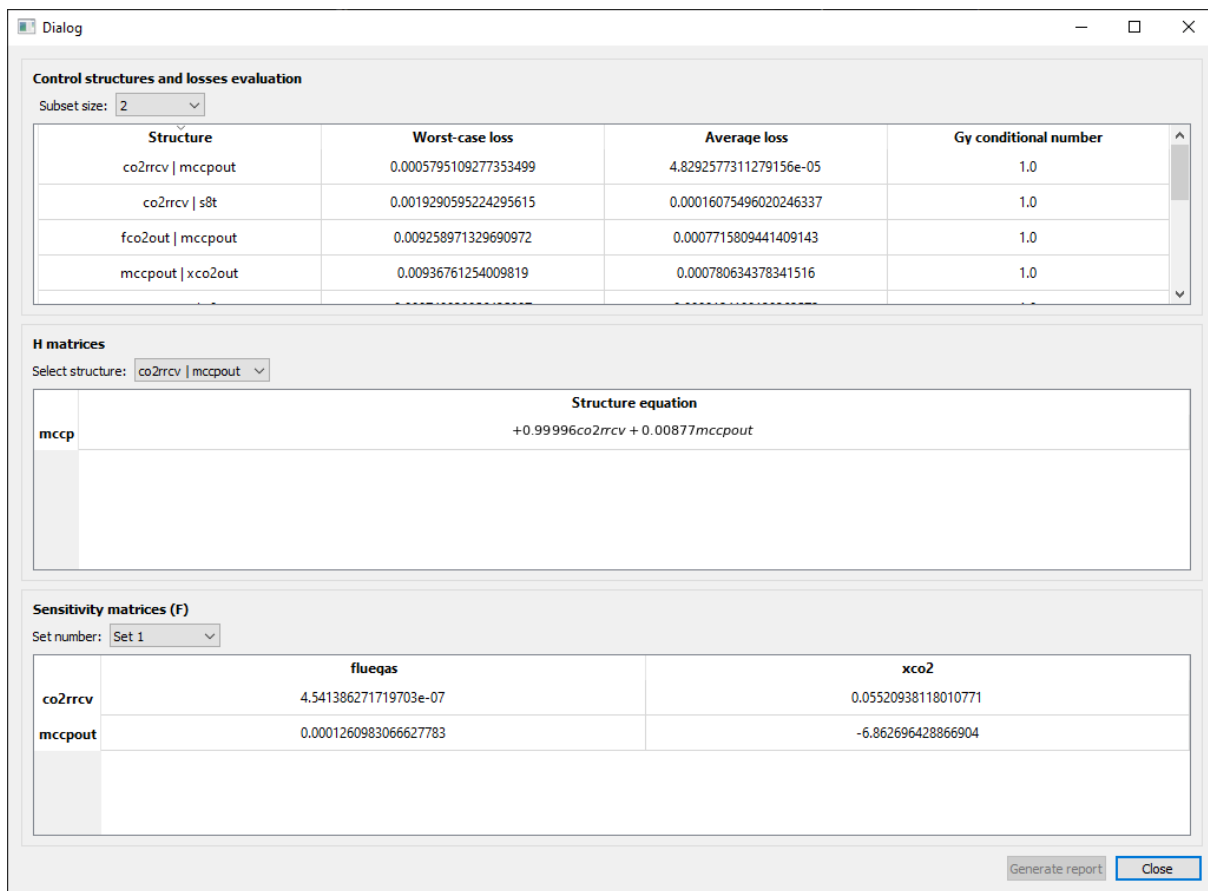 Dialog
Control structures and losses evaluation
Subset size: 2
Structure Worst-case loss Average loss Gy conditional number
co2rrcv | mccpout 0.0005795109277353499 4.8292577311279156e-05 1.0
co2rrcv | s8t 0.0019290595224295615 0.00016075496020246337 1.0
fco2out | mccpout 0.009258971329690972 0.0007715809441409143 1.0
mccpout | xco2out 0.00936761254009819 0.000780634378341516 1.0
H matrices
Select structure: co2rrcv | mccpout
Structure equation
mccp +0.99996co2rrcv + 0.00877mccpout
Sensitivity matrices (F)
Set number: Set 1
fluegas xco2
co2rrcv 4.541386271719703e-07 0.05520938118010771
mccpout 0.0001260983066627783 -6.862696428866904
Generate report Close